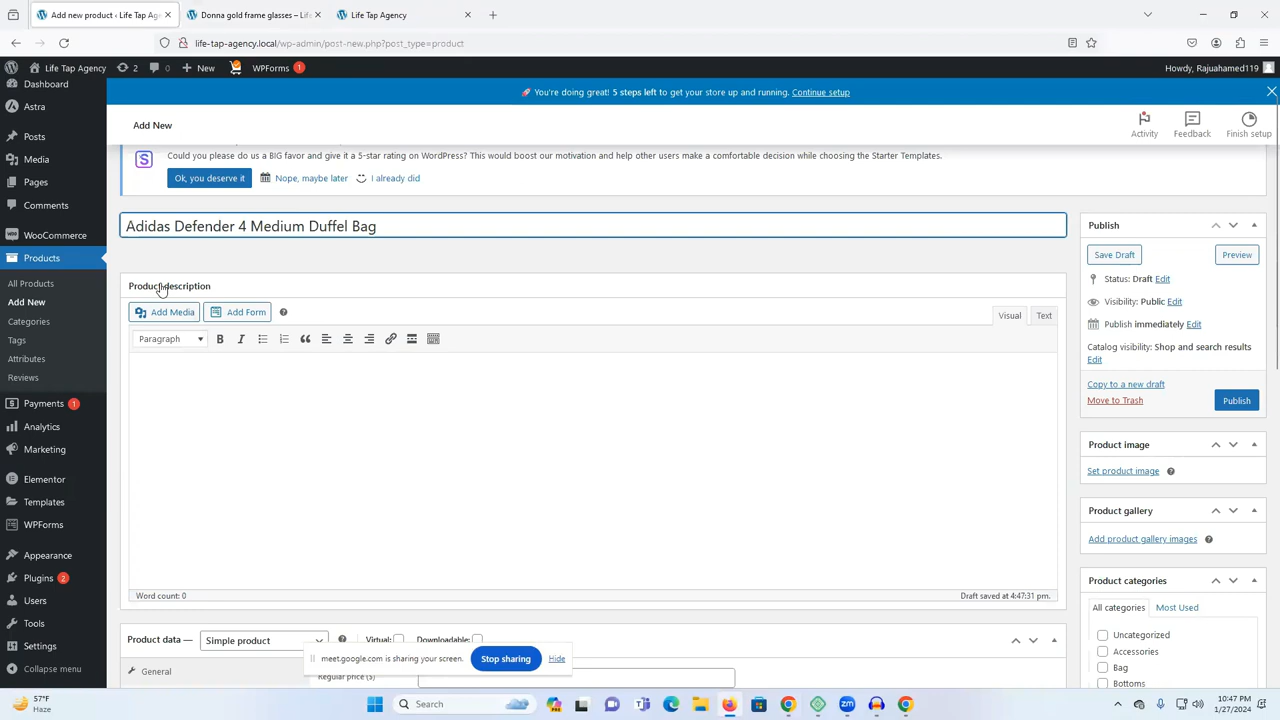 Add new product ‹ Life Tap Age
Donna gold frame glasses – Life
Life Tap Agency
life-tap-agency.local/wp-admin/post-new.php?post_type=product
Life Tap Agency
2
0
New
WPForms 1
Howdy, Rajuahamed119
🚀 You're doing great! 5 steps left to get your store up and running. Continue setup
Add New
Activity
Feedback
Finish setup
Could you please do us a BIG favor and give it a 5-star rating on WordPress? This would boost our motivation and help other users make a comfortable decision while choosing the Starter Templates.
Ok, you deserve it
Nope, maybe later
I already did
Dashboard
Astra
Posts
Media
Pages
Comments
WooCommerce
Products
All Products
Add New
Categories
Tags
Attributes
Reviews
Payments 1
Analytics
Marketing
Elementor
Templates
WPForms
Appearance
Plugins 2
Users
Tools
Settings
Collapse menu
Adidas Defender 4 Medium Duffel Bag
Product description
Add Media
Add Form
Visual
Text
Paragraph
Word count: 0
Draft saved at 4:47:31 pm.
Product data —
Simple product
Virtual:
Downloadable:
General
Regular price ($)
Publish
Save Draft
Preview
Status: Draft Edit
Visibility: Public Edit
Publish immediately Edit
Catalog visibility: Shop and search results
Edit
Copy to a new draft
Move to Trash
Publish
Product image
Set product image
Product gallery
Add product gallery images
Product categories
All categories
Most Used
Uncategorized
Accessories
Bag
Bottoms
meet.google.com is sharing your screen.
Stop sharing
Hide
57°F
Haze
Search
10:47 PM
1/27/2024